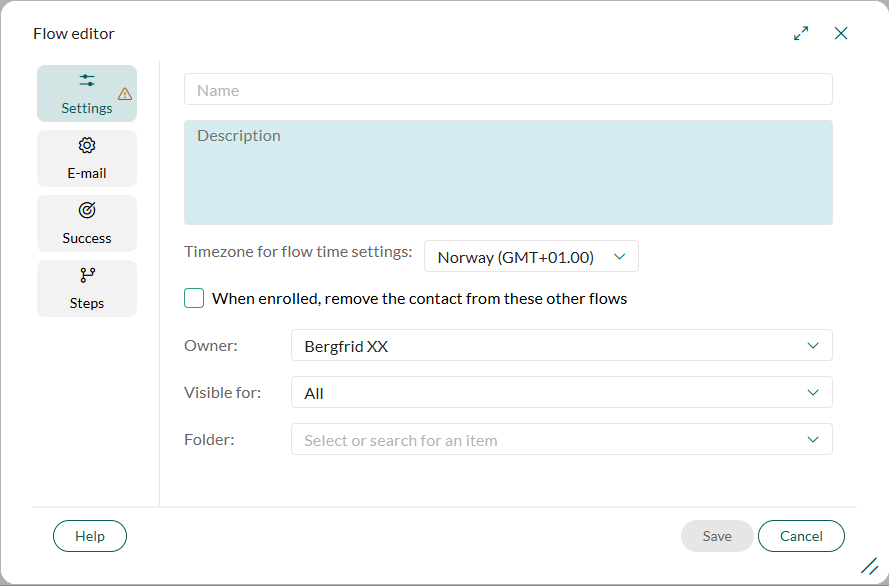 Flow editor
Settings
E-mail
Success
Steps
Name
Description
Timezone for flow time settings: Norway (GMT+01.00)
When enrolled, remove the contact from these other flows
Owner: Bergfrid XX
Visible for: All
Folder: Select or search for an item
Help Save Cancel